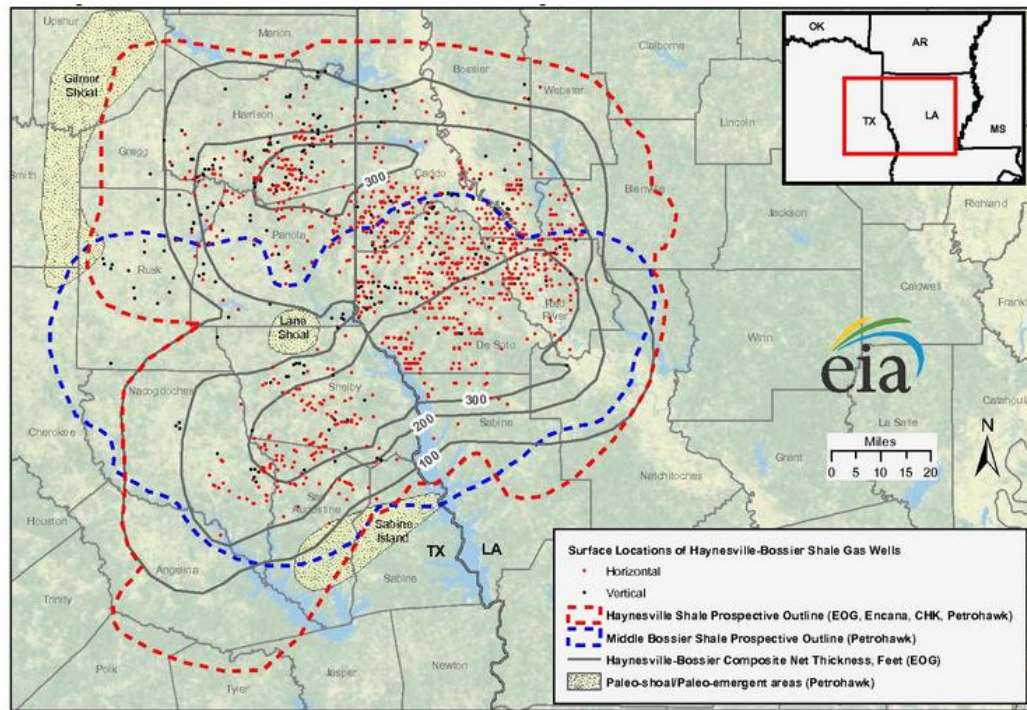 Upshur
Marion
Claiborne
Bossier
Webster
OK
AR
TX
LA
MS
Gilmer
Shoal
Harrison
Lincoln
Gregg
Smith
300
Caddo
Bienville
Richland
Jackson
Panola
Rusk
Red
River
Caldwell
Lane
Shoal
De Soto
Winn
eia
Nacogdoches
Shelby
300
200
100
Sabine
Cherokee
La Salle
Catahoula
N
Miles
0 5 10 15 20
Grant
Natchitoches
San
Augustine
Houston
Sabine
Island
TX
LA
Angelina
Trinity
Sabine
Polk
Tyler
Jasper
Newton
Surface Locations of Haynesville-Bossier Shale Gas Wells
Horizontal
Vertical
Haynesville Shale Prospective Outline (EOG, Encana, CHK, Petrohawk)
Middle Bossier Shale Prospective Outline (Petrohawk)
Haynesville-Bossier Composite Net Thickness, Feet (EOG)
Paleo-shoal/Paleo-emergent areas (Petrohawk)